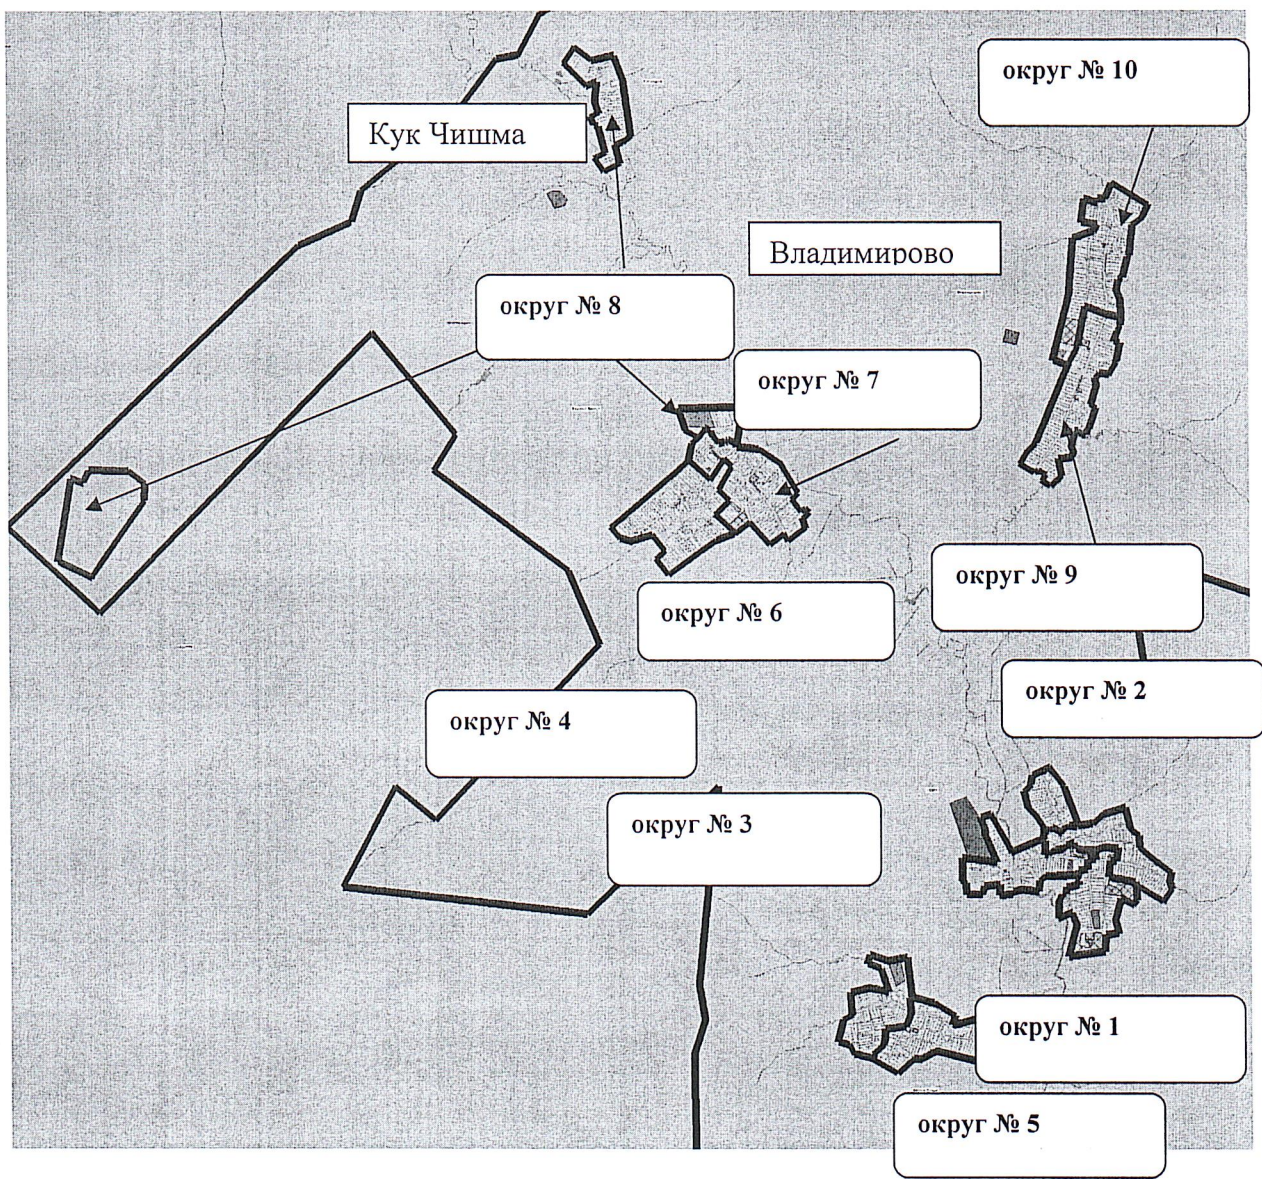 округ № 10
Кук Чишма
Владимирово
округ № 8
округ № 7
округ № 9
округ № 6
округ № 2
округ № 4
округ № 3
округ № 1
округ № 5